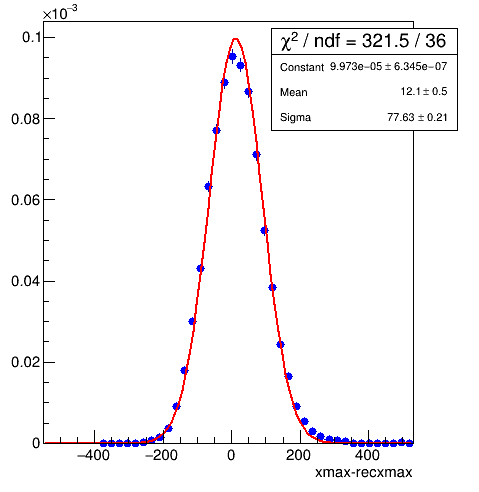 ×10⁻³
χ² / ndf = 321.5 / 36
Constant 9.973e−05 ± 6.345e−07
Mean 12.1 ± 0.5
Sigma 77.63 ± 0.21
0.1
0.08
0.06
0.04
0.02
0
−400 −200 0 200 400
xmax-recxmax